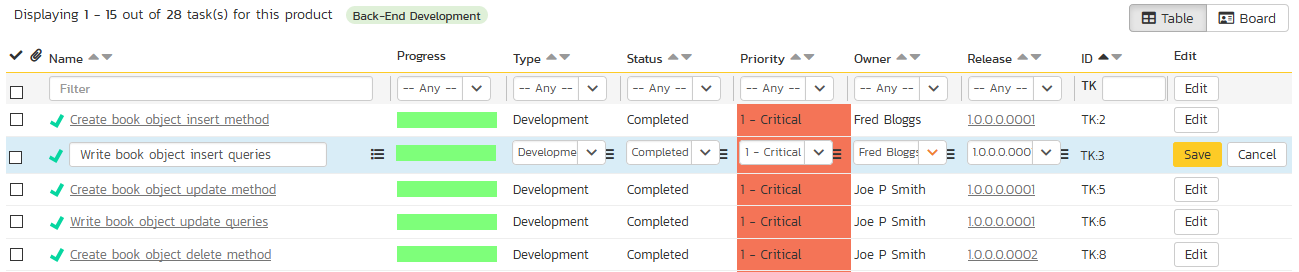 Displaying 1 - 15 out of 28 task(s) for this product Back-End Development Table Board
Name Progress Type Status Priority Owner Release ID Edit
Filter -- Any -- -- Any -- -- Any -- -- Any -- -- Any -- -- Any -- TK Edit
Create book object insert method Development Completed 1 - Critical Fred Bloggs 1.0.0.0.0001 TK:2 Edit
Write book object insert queries Developme Completed 1 - Critical Fred Bloggs 1.0.0.0.000 TK:3 Save Cancel
Create book object update method Development Completed 1 - Critical Joe P Smith 1.0.0.0.0001 TK:5 Edit
Write book object update queries Development Completed 1 - Critical Joe P Smith 1.0.0.0.0001 TK:6 Edit
Create book object delete method Development Completed 1 - Critical Joe P Smith 1.0.0.0.0002 TK:8 Edit